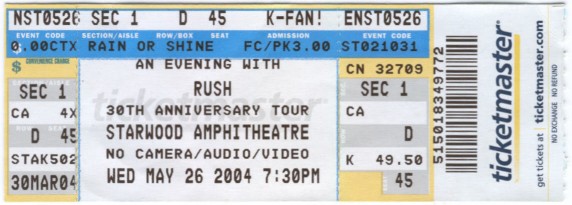 NST0526 SEC 1 D 45 K-FAN! ENST0526
EVENT CODE SECTION/AISLE ROW/BOX SEAT ADMISSION EVENT CODE
0.00CTX RAIN OR SHINE FC/PK3.00 ST021031
$ CONVENIENCE CHARGE AN EVENING WITH CN 32709
SEC 1 RUSH SEC 1
CA 4X 30TH ANNIVERSARY TOUR CA
D 45 STARWOOD AMPHITHEATRE D
STAK502 NO CAMERA/AUDIO/VIDEO K 49.50
30MAR04 WED MAY 26 2004 7:30PM 45
ticketmaster
515018349772
ticketmaster
get tickets at ticketmaster.com
NO EXCHANGE NO REFUND